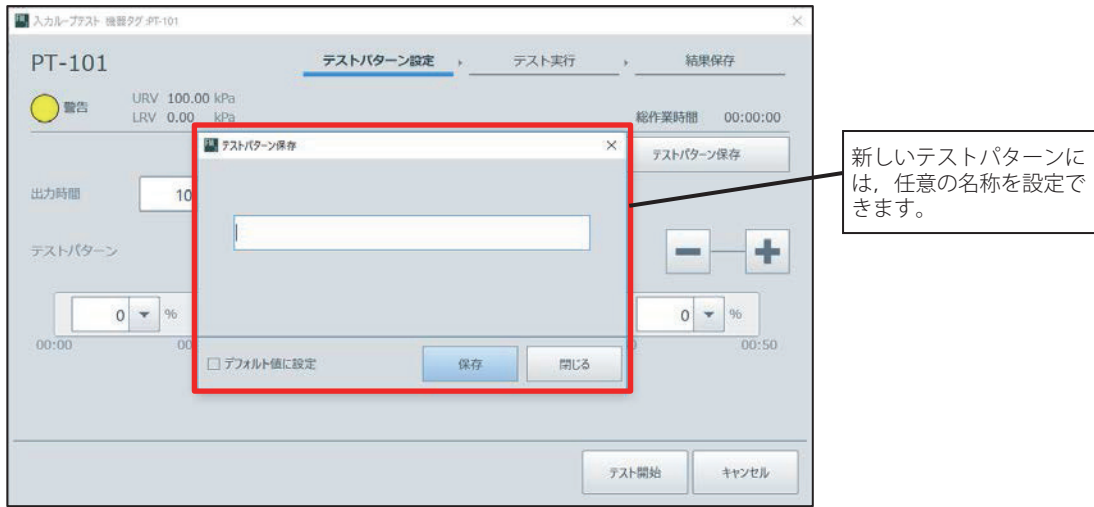 入力ループテスト 機器タグ:PT-101
PT-101
テストパターン設定
テスト実行
結果保存
警告
URV 100.00 kPa
LRV 0.00 kPa
総作業時間 00:00:00
テストパターン保存
テストパターン保存
出力時間
10
テストパターン
0 %
0 %
00:00
00
00:50
デフォルト値に設定
保存
閉じる
テスト開始
キャンセル
新しいテストパターンに
は，任意の名称を設定で
きます。